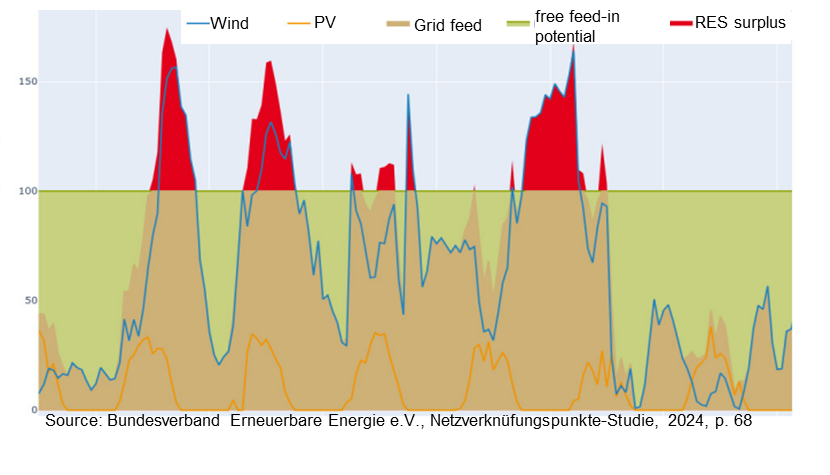 Wind
PV
Grid feed
free feed-in
potential
RES surplus
150
100
50
0
Source: Bundesverband Erneuerbare Energie e.V., Netzverknüfungspunkte-Studie, 2024, p. 68